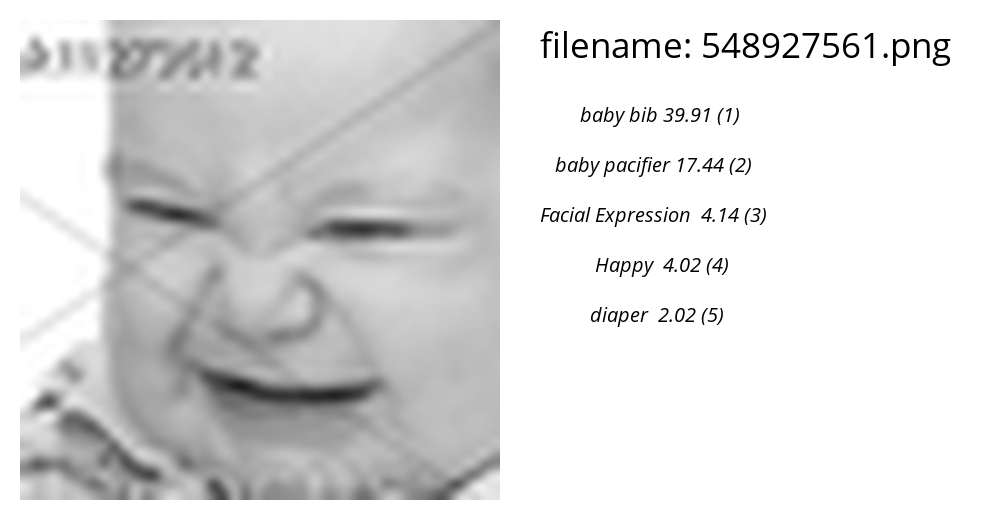 filename: 548927561.png
baby bib 39.91 (1)
baby pacifier 17.44 (2)
Facial Expression 4.14 (3)
Happy 4.02 (4)
diaper 2.02 (5)